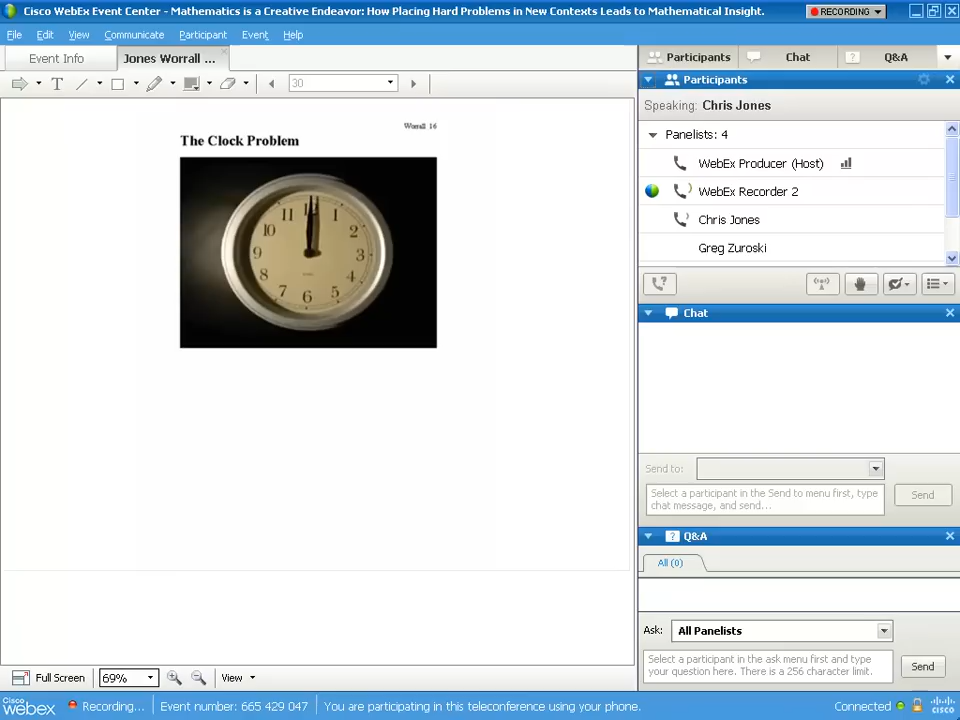 Cisco WebEx Event Center - Mathematics is a Creative Endeavor: How Placing Hard Problems in New Contexts Leads to Mathematical Insight.
RECORDING
File Edit View Communicate Participant Event Help
Event Info
Jones Worrall ...
Participants
Chat
Q&A
30
Participants
Speaking: Chris Jones
Panelists: 4
WebEx Producer (Host)
WebEx Recorder 2
Chris Jones
Greg Zuroski
Worrall 16
The Clock Problem
12
11
1
10
2
9
3
8
4
7
5
6
Chat
Send to:
Select a participant in the Send to menu first, type
chat message, and send...
Send
Q&A
All (0)
Ask:
All Panelists
Select a participant in the ask menu first and type
your question here. There is a 256 character limit.
Send
Full Screen
69%
View
Cisco
webex
Recording...
Event number: 665 429 047
You are participating in this teleconference using your phone.
Connected
cisco